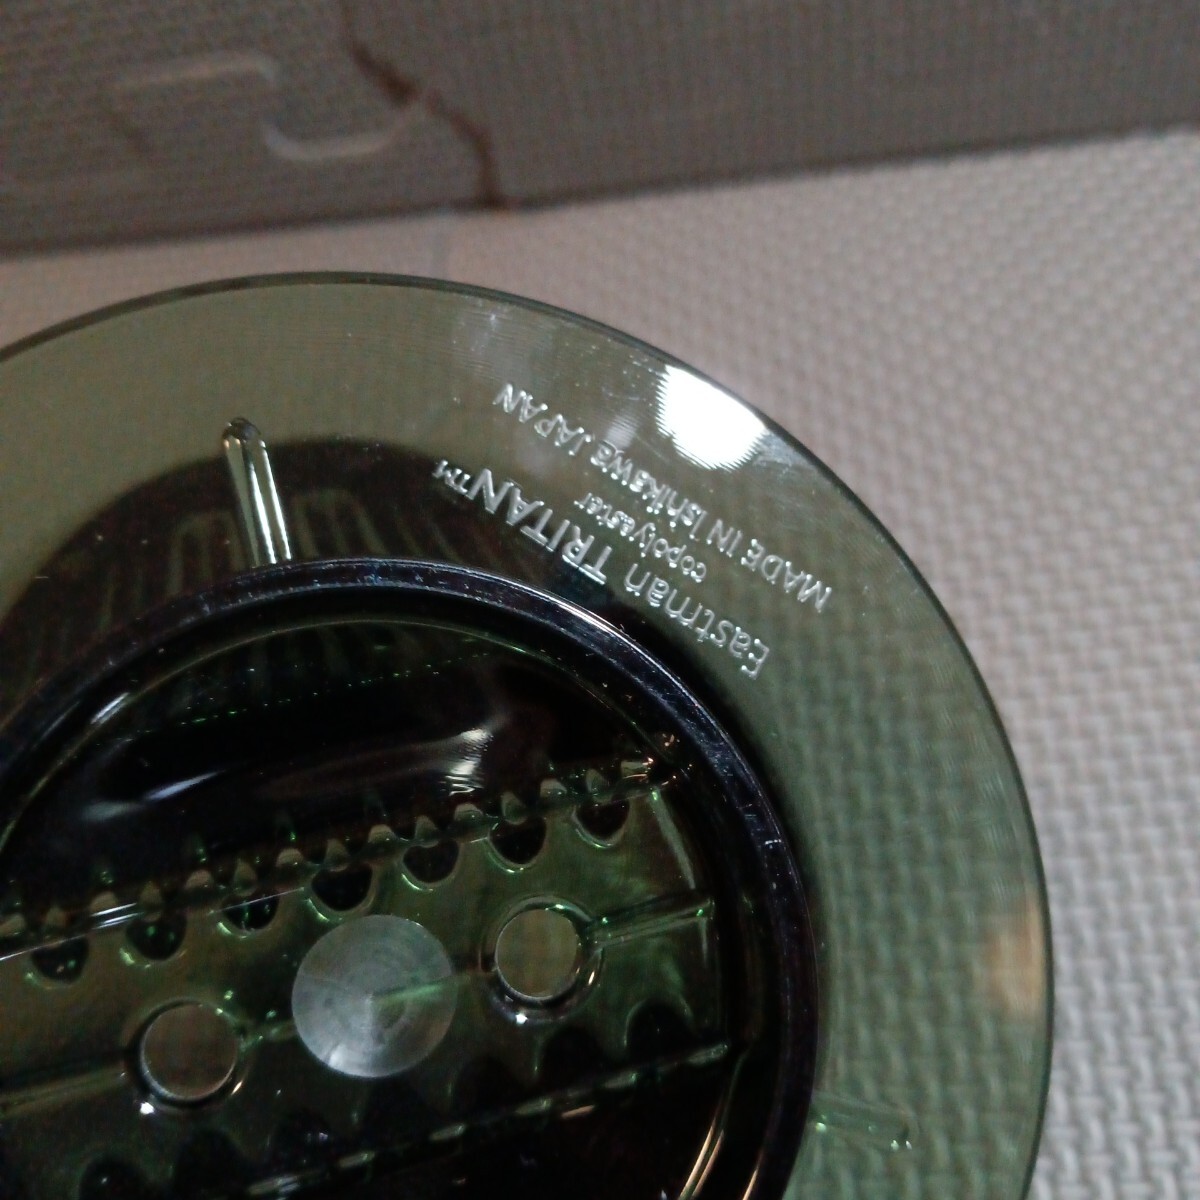 Eastman TRITAN™
copolyester
MADE IN Ishikawa JAPAN